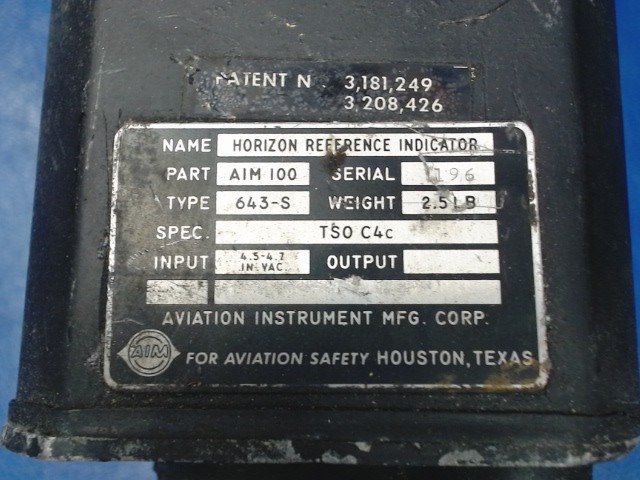 PATENT N 3,181,249
3,208,426
NAME HORIZON REFERENCE INDICATOR
PART AIM 100 SERIAL 196
TYPE 643-S WEIGHT 2.5 LB
SPEC. TSO C4c
INPUT 4.5-4.7 IN. VAC. OUTPUT
AVIATION INSTRUMENT MFG. CORP.
AIM FOR AVIATION SAFETY HOUSTON, TEXAS